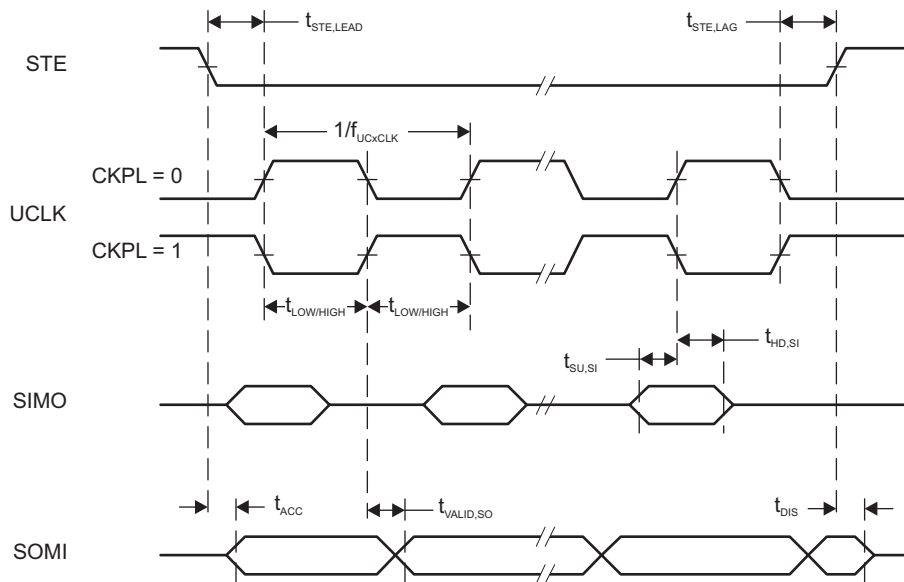 tSTE,LEAD
tSTE,LAG
STE
1/fUCxCLK
CKPL = 0
UCLK
CKPL = 1
tLOW/HIGH
tLOW/HIGH
tSU,SI
tHD,SI
SIMO
tACC
tVALID,SO
tDIS
SOMI